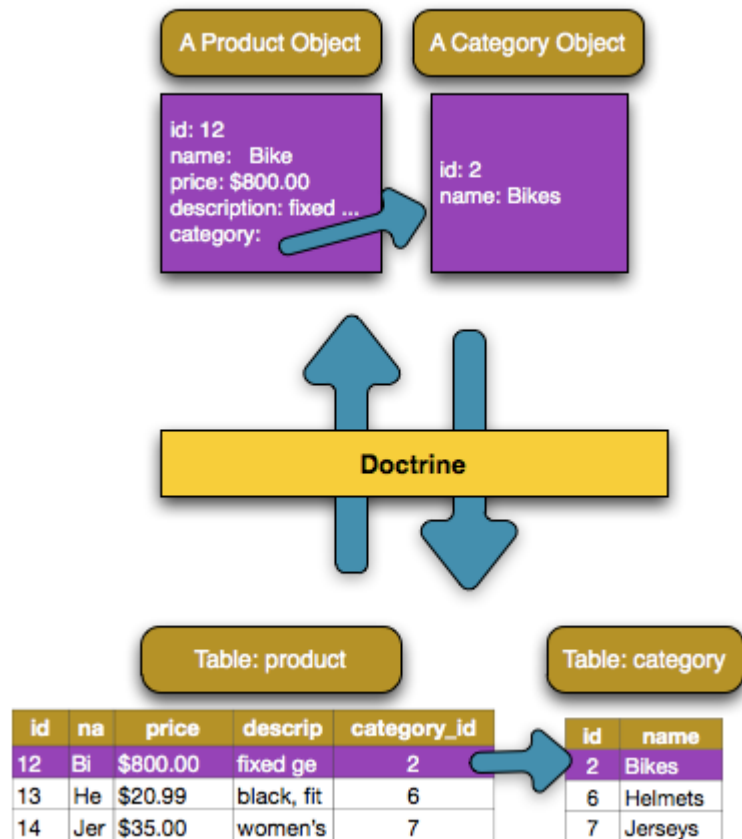 A Product Object
A Category Object
id: 12
name: Bike
price: $800.00
description: fixed ...
category:
id: 2
name: Bikes
Doctrine
Table: product
Table: category
id na price descrip category_id
12 Bi $800.00 fixed ge 2
13 He $20.99 black, fit 6
14 Jer $35.00 women's 7
id name
2 Bikes
6 Helmets
7 Jerseys